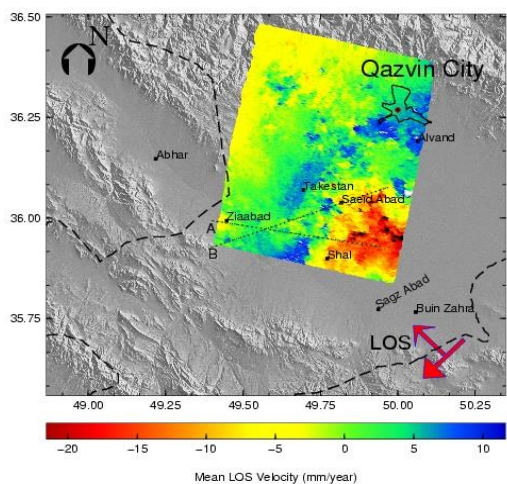 36.50
N
Qazvin City
36.25
Alvand
Abhar
Takestan
Saeid Abad
36.00
Ziaabad
A
B
Shal
Sagz Abad
Buin Zahra
35.75
LOS
49.00 49.25 49.50 49.75 50.00 50.25
−20 −15 −10 −5 0 5 10
Mean LOS Velocity (mm/year)